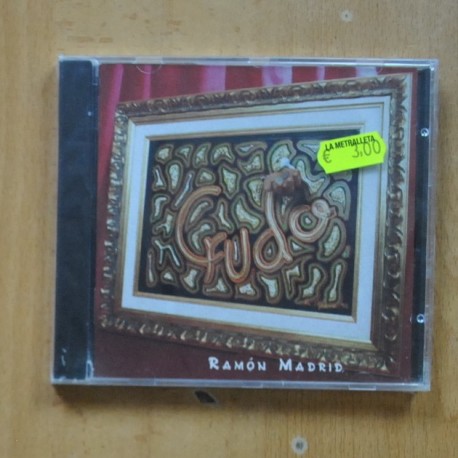 LA METRALLETA
€ 3,00
Crudo
RAMÓN MADRID